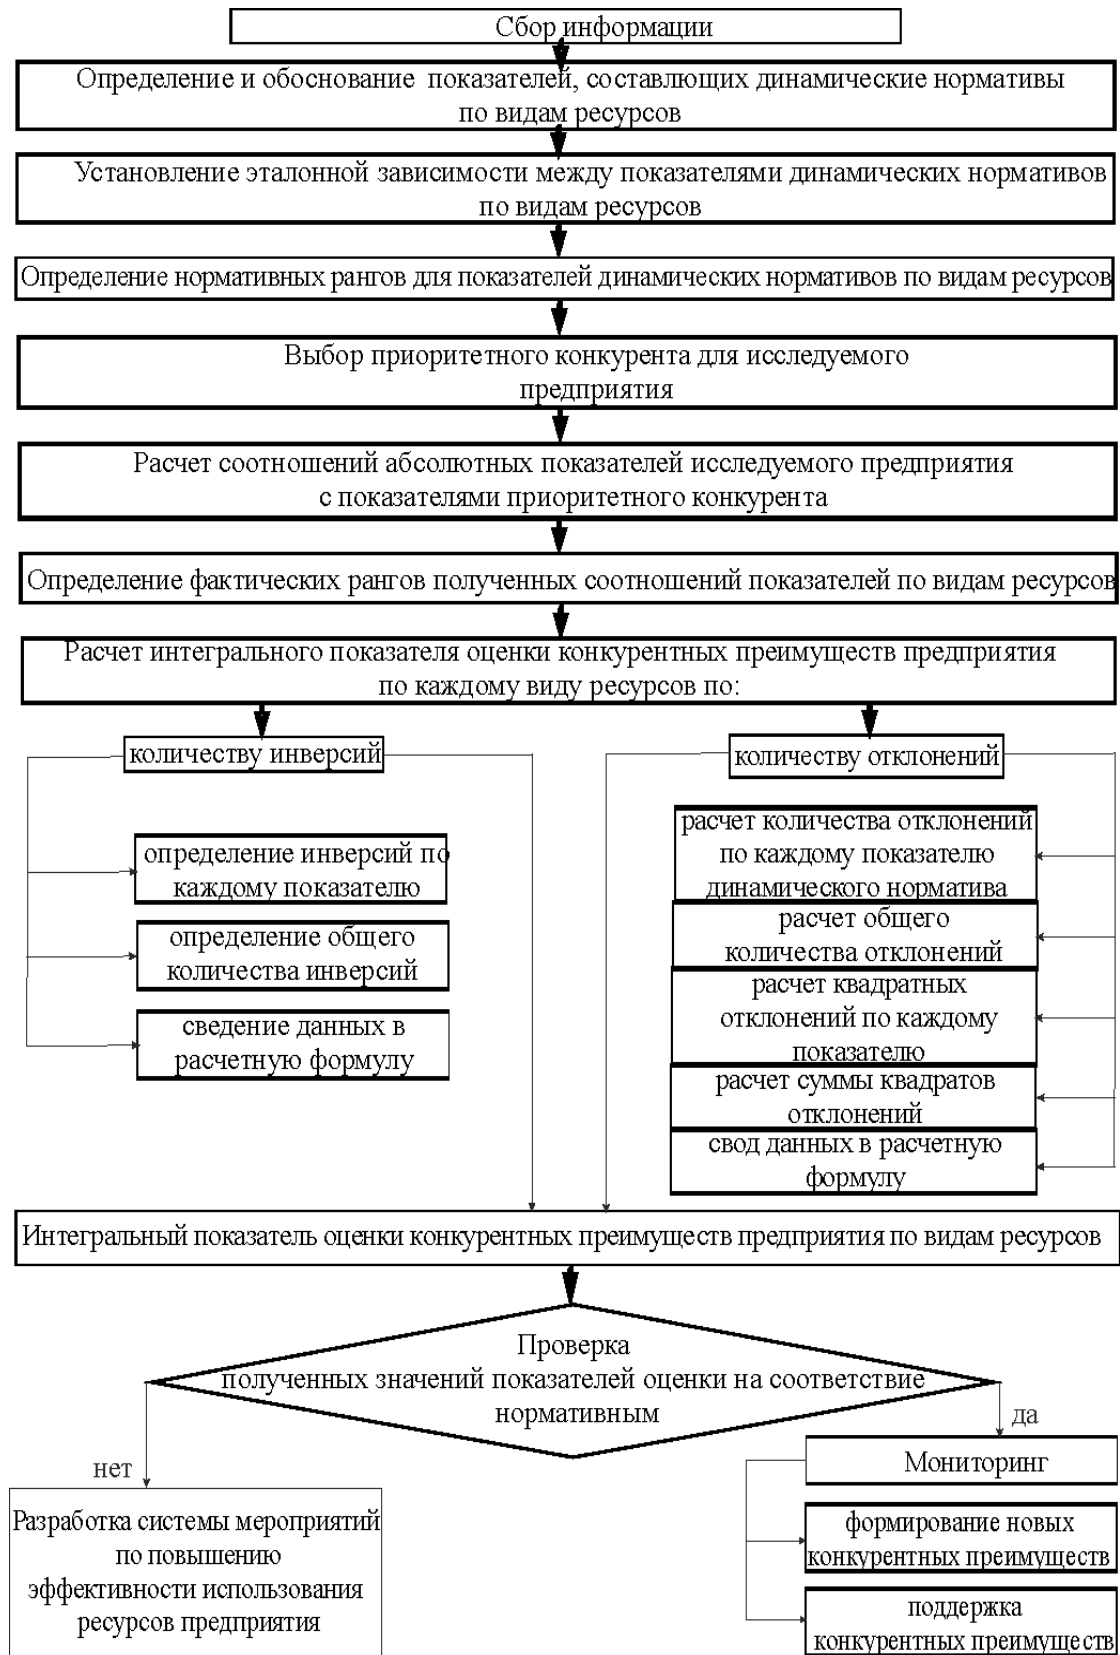 Сбор информации
Определение и обоснование показателей, составлющих динамические нормативы
по видам ресурсов
Установление эталонной зависимости между показателями динамических нормативов
по видам ресурсов
Определение нормативных рангов для показателей динамических нормативов по видам ресурсов
Выбор приоритетного конкурента для исследуемого
предприятия
Расчет соотношений абсолютных показателей исследуемого предприятия
с показателями приоритетного конкурента
Определение фактических рангов полученных соотношений показателей по видам ресурсов
Расчет интегрального показателя оценки конкурентных преимуществ предприятия
по каждому виду ресурсов по:
количеству инверсий
определение инверсий по
каждому показателю
определение общего
количества инверсий
сведение данных в
расчетную формулу
количеству отклонений
расчет количества отклонений
по каждому показателю
динамического норматива
расчет общего
количества отклонений
расчет квадратных
отклонений по каждому
показателю
расчет суммы квадратов
отклонений
свод данных в расчетную
формулу
Интегральный показатель оценки конкурентных преимуществ предприятия по видам ресурсов
Проверка
полученных значений показателей оценки на соответствие
нормативным
нет
Разработка системы мероприятий
по повышению
эффективности использования
ресурсов предприятия
да
Мониторинг
формирование новых
конкурентных преимуществ
поддержка
конкурентных преимуществ